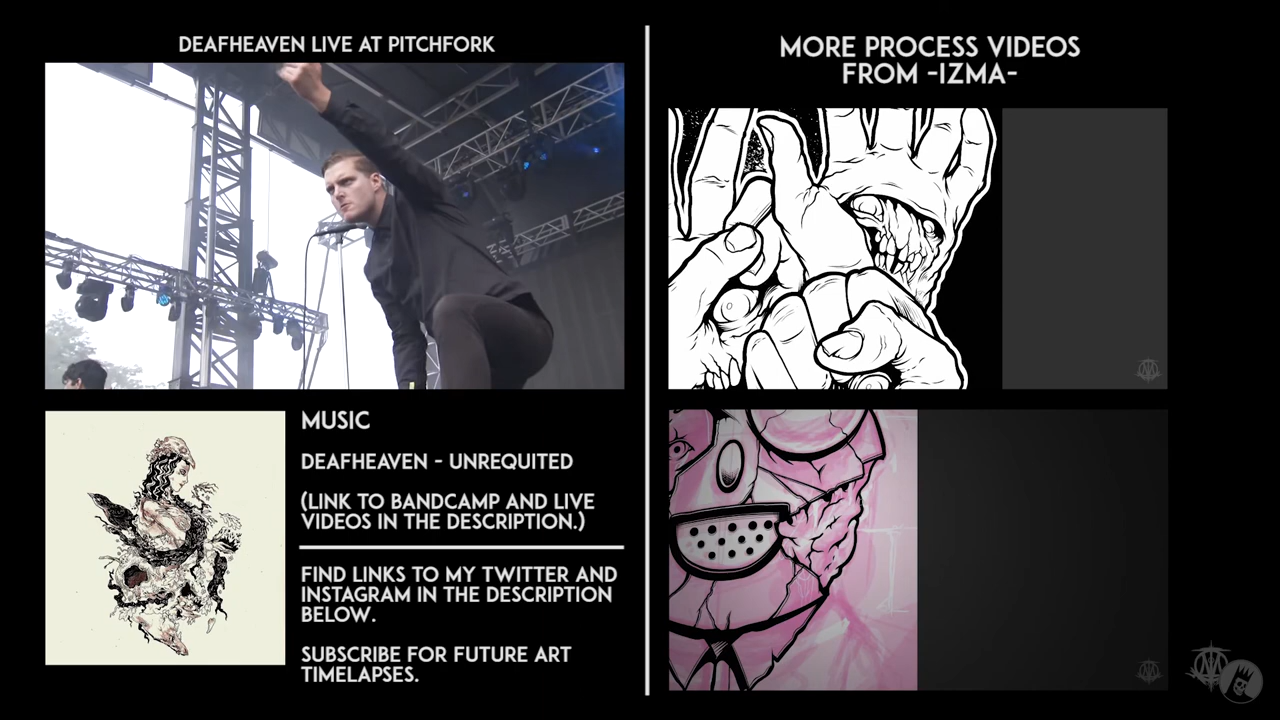 DEAFHEAVEN LIVE AT PITCHFORK
MUSIC
DEAFHEAVEN - UNREQUITED
(LINK TO BANDCAMP AND LIVE
VIDEOS IN THE DESCRIPTION.)
FIND LINKS TO MY TWITTER AND
INSTAGRAM IN THE DESCRIPTION
BELOW.
SUBSCRIBE FOR FUTURE ART
TIMELAPSES.
MORE PROCESS VIDEOS
FROM -IZMA-